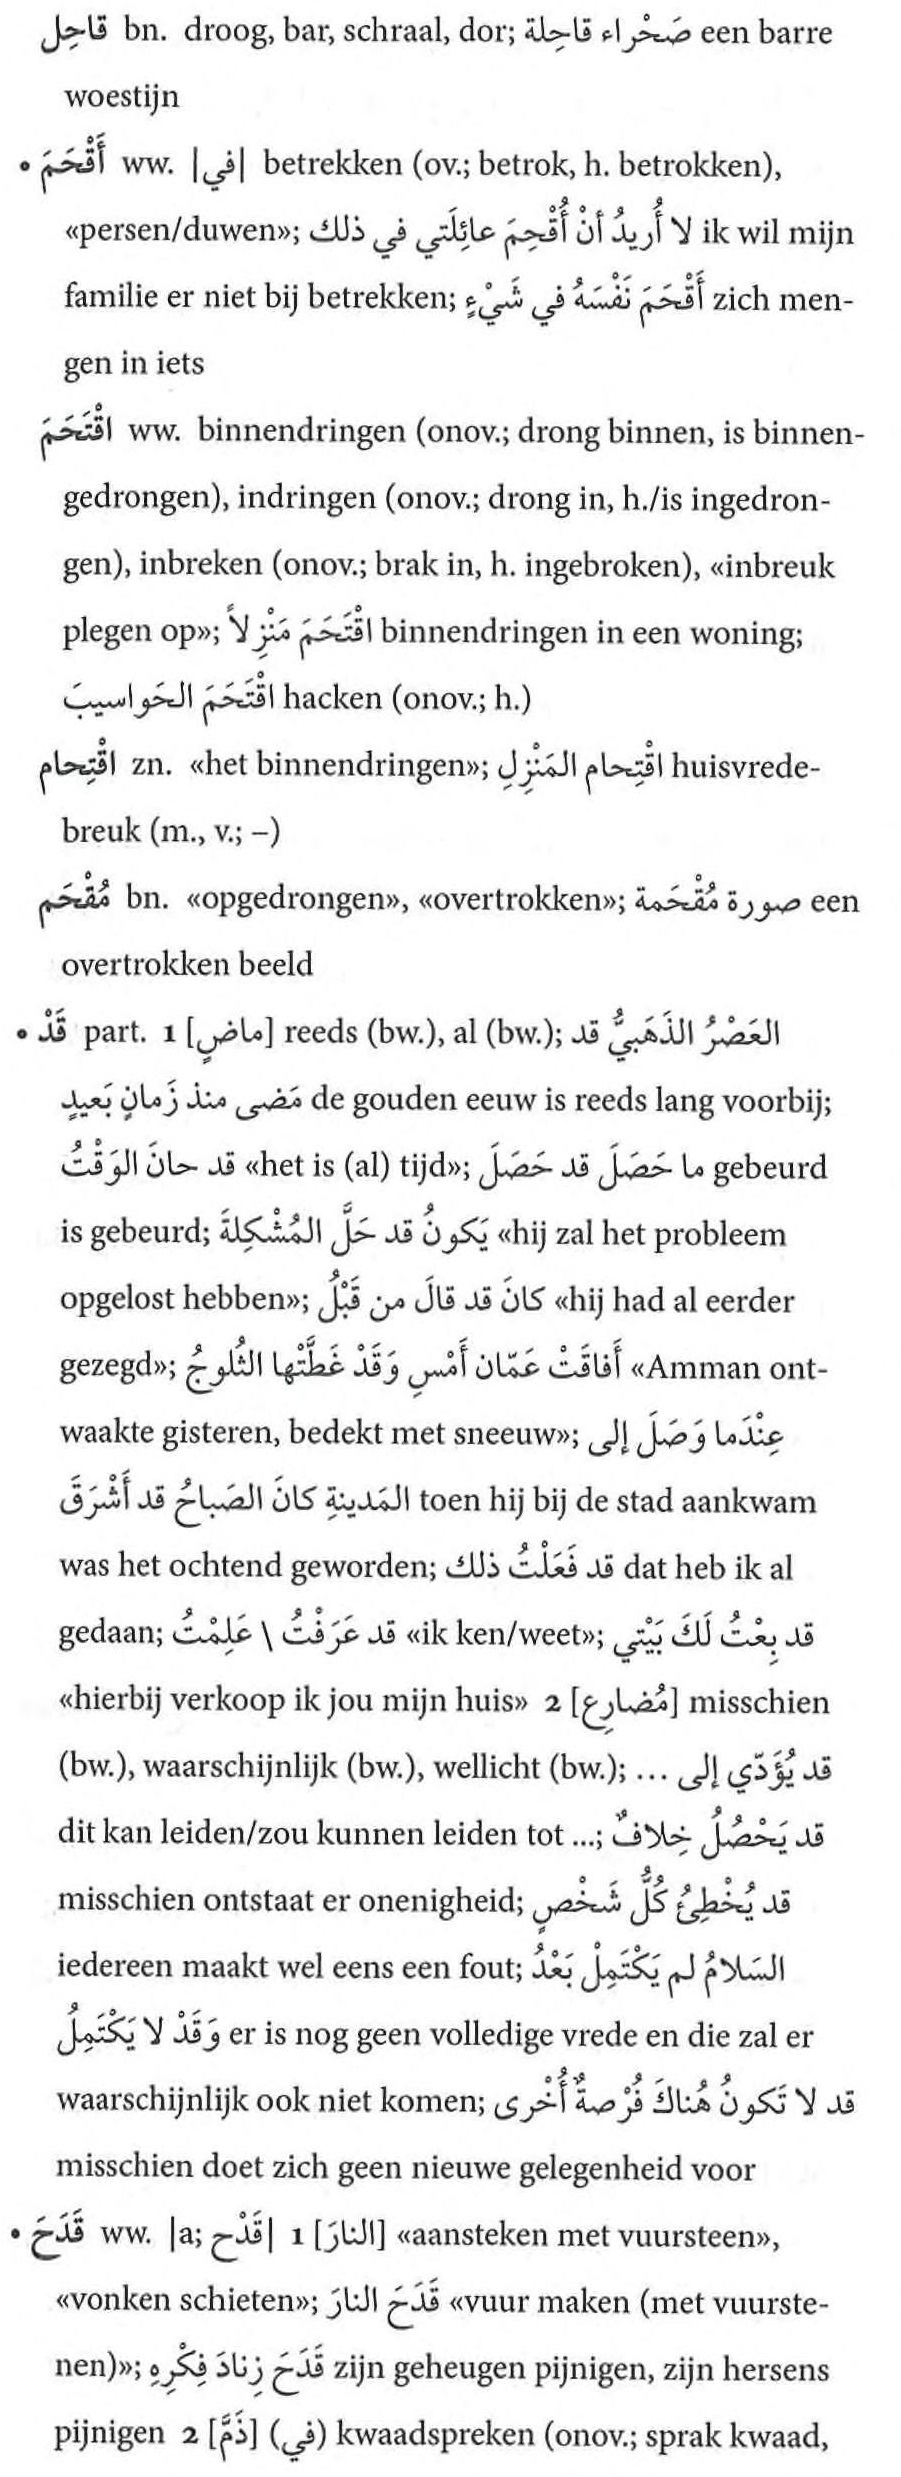 قَاحِل bn. droog, bar, schraal, dor; صَحْراء قاحِلة een barre
woestijn
• أَقْحَمَ ww. |في| betrekken (ov.; betrok, h. betrokken),
«persen/duwen»; لا أُريدُ أنْ أُقْحِمَ عائِلَتي في ذلك ik wil mijn
familie er niet bij betrekken; أَقْحَمَ نَفْسَهُ في شَيْءٍ zich men-
gen in iets
اقْتَحَمَ ww. binnendringen (onov.; drong binnen, is binnen-
gedrongen), indringen (onov.; drong in, h./is ingedron-
gen), inbreken (onov.; brak in, h. ingebroken), «inbreuk
plegen op»; اقْتَحَمَ مَنْزِلاً binnendringen in een woning;
اقْتَحَمَ الحَواسيبَ hacken (onov.; h.)
اقْتِحام zn. «het binnendringen»; اقْتِحام المَنْزِلِ huisvrede-
breuk (m., v.; –)
مُقْحَم bn. «opgedrongen», «overtrokken»; صورة مُقْحَمة een
overtrokken beeld
• قَدْ part. 1 [ماضٍ] reeds (bw.), al (bw.); العَصْرُ الذَهَبيُّ قد
مَضى منذ زَمانٍ بَعيدٍ de gouden eeuw is reeds lang voorbij;
قد حانَ الوَقْتُ «het is (al) tijd»; ما حَصَلَ قد حَصَلَ gebeurd
is gebeurd; يَكونُ قد حَلَّ المُشْكِلةَ «hij zal het probleem
opgelost hebben»; كانَ قد قالَ من قَبْلُ «hij had al eerder
gezegd»; أَفاقَتْ عَمّان أَمْسِ وَقَدْ غَطَّتْها الثُلوجُ «Amman ont-
waakte gisteren, bedekt met sneeuw»; عِنْدَما وَصَلَ إلى
المَدينةِ كانَ الصَباحُ قد أَشْرَقَ toen hij bij de stad aankwam
was het ochtend geworden; قد فَعَلْتُ ذلك dat heb ik al
gedaan; قد عَرَفْتُ \ عَلِمْتُ «ik ken/weet»; قد بِعْتُ لَكَ بَيْتي
«hierbij verkoop ik jou mijn huis» 2 [مُضارِع] misschien
(bw.), waarschijnlijk (bw.), wellicht (bw.); قد يُؤَدّي إلى ...
dit kan leiden/zou kunnen leiden tot ...; قد يَحْصُلُ خِلافٌ
misschien ontstaat er onenigheid; قد يُخْطِئُ كُلُّ شَخْصٍ
iedereen maakt wel eens een fout; السَلامُ لم يَكْتَمِلْ بَعْدُ
وَقَدْ لا يَكْتَمِلُ er is nog geen volledige vrede en die zal er
waarschijnlijk ook niet komen; قد لا تَكونُ هُناكَ فُرْصةٌ أُخْرى
misschien doet zich geen nieuwe gelegenheid voor
• قَدَحَ ww. |a; قَدْح| 1 [النارَ] «aansteken met vuursteen»,
«vonken schieten»; قَدَحَ النارَ «vuur maken (met vuurste-
nen)»; قَدَحَ زِنادَ فِكْرِهِ zijn geheugen pijnigen, zijn hersens
pijnigen 2 [ذَمَّ] (في) kwaadspreken (onov.; sprak kwaad,